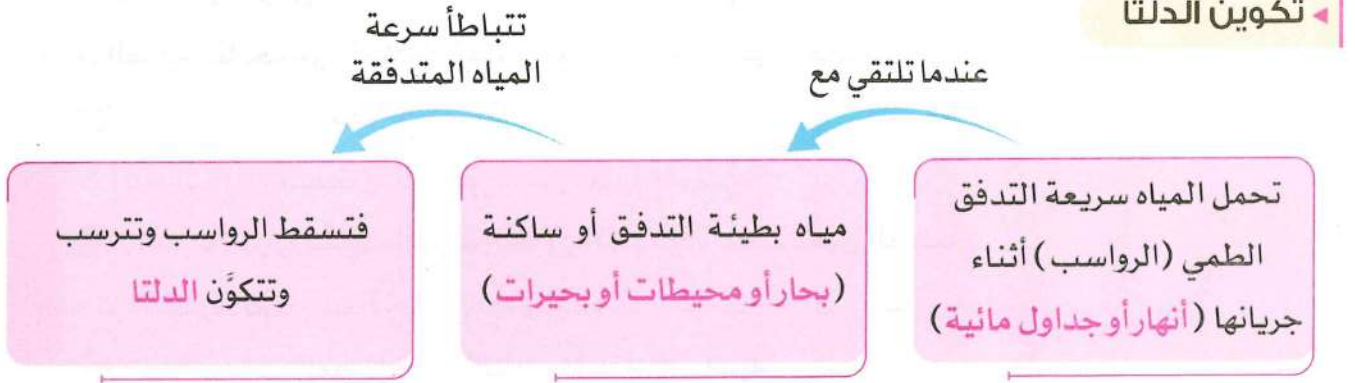 تكوين الدلتا
تتباطأ سرعة
المياه المتدفقة
عندما تلتقي مع
تحمل المياه سريعة التدفق
الطمي (الرواسب) أثناء
جريانها (أنهار أو جداول مائية)
مياه بطيئة التدفق أو ساكنة
(بحار أو محيطات أو بحيرات)
فتسقط الرواسب وتترسب
وتتكوَّن الدلتا